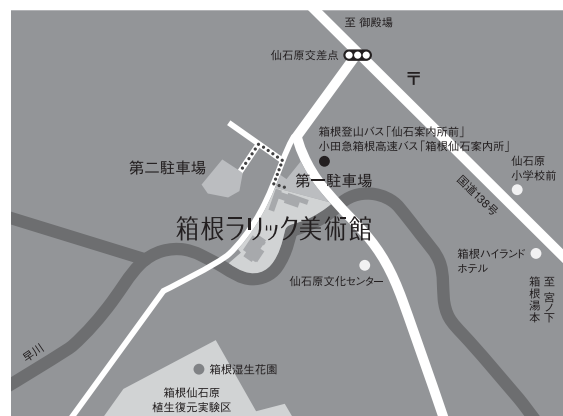 至 御殿場
仙石原交差点
〒
箱根登山バス「仙石案内所前」
小田急箱根高速バス「箱根仙石案内所」
仙石原
小学校前
第二駐車場
第一駐車場
国道138号
箱根ラリック美術館
箱根ハイランド
ホテル
仙石原文化センター
至 宮ノ下
箱根湯本
早川
箱根湿生花園
箱根仙石原
植生復元実験区